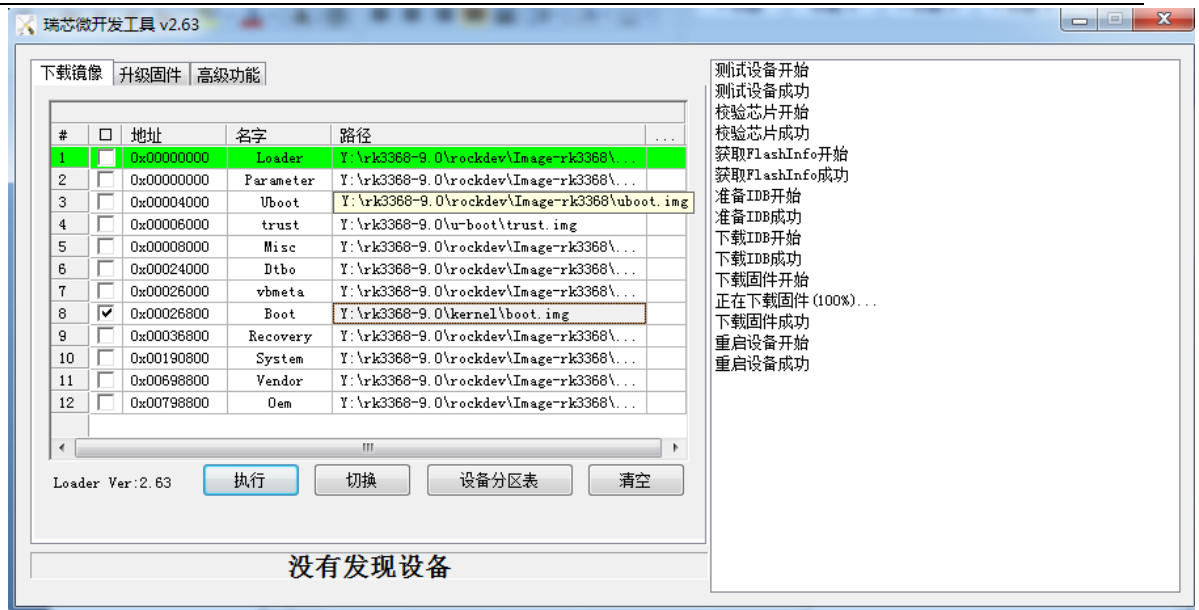 瑞芯微开发工具 v2.63
下载镜像 升级固件 高级功能
# 地址 名字 路径 ...
1 0x00000000 Loader Y:\rk3368-9.0\rockdev\Image-rk3368\...
2 0x00000000 Parameter Y:\rk3368-9.0\rockdev\Image-rk3368\...
3 0x00004000 Uboot Y:\rk3368-9.0\rockdev\Image-rk3368\uboot.img
4 0x00006000 trust Y:\rk3368-9.0\u-boot\trust.img
5 0x00008000 Misc Y:\rk3368-9.0\rockdev\Image-rk3368\...
6 0x00024000 Dtbo Y:\rk3368-9.0\rockdev\Image-rk3368\...
7 0x00026000 vbmeta Y:\rk3368-9.0\rockdev\Image-rk3368\...
8 0x00026800 Boot Y:\rk3368-9.0\kernel\boot.img
9 0x00036800 Recovery Y:\rk3368-9.0\rockdev\Image-rk3368\...
10 0x00190800 System Y:\rk3368-9.0\rockdev\Image-rk3368\...
11 0x00698800 Vendor Y:\rk3368-9.0\rockdev\Image-rk3368\...
12 0x00798800 Oem Y:\rk3368-9.0\rockdev\Image-rk3368\...
Loader Ver:2.63 执行 切换 设备分区表 清空
没有发现设备
测试设备开始
测试设备成功
校验芯片开始
校验芯片成功
获取FlashInfo开始
获取FlashInfo成功
准备IDB开始
准备IDB成功
下载IDB开始
下载IDB成功
下载固件开始
正在下载固件(100%)...
下载固件成功
重启设备开始
重启设备成功